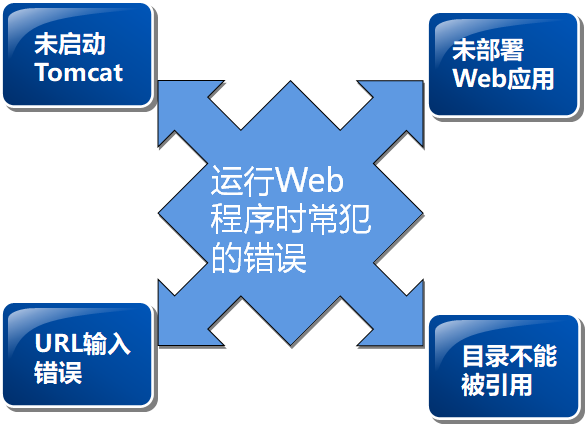 未启动
Tomcat
未部署
Web应用
运行Web
程序时常犯
的错误
URL输入
错误
目录不能
被引用